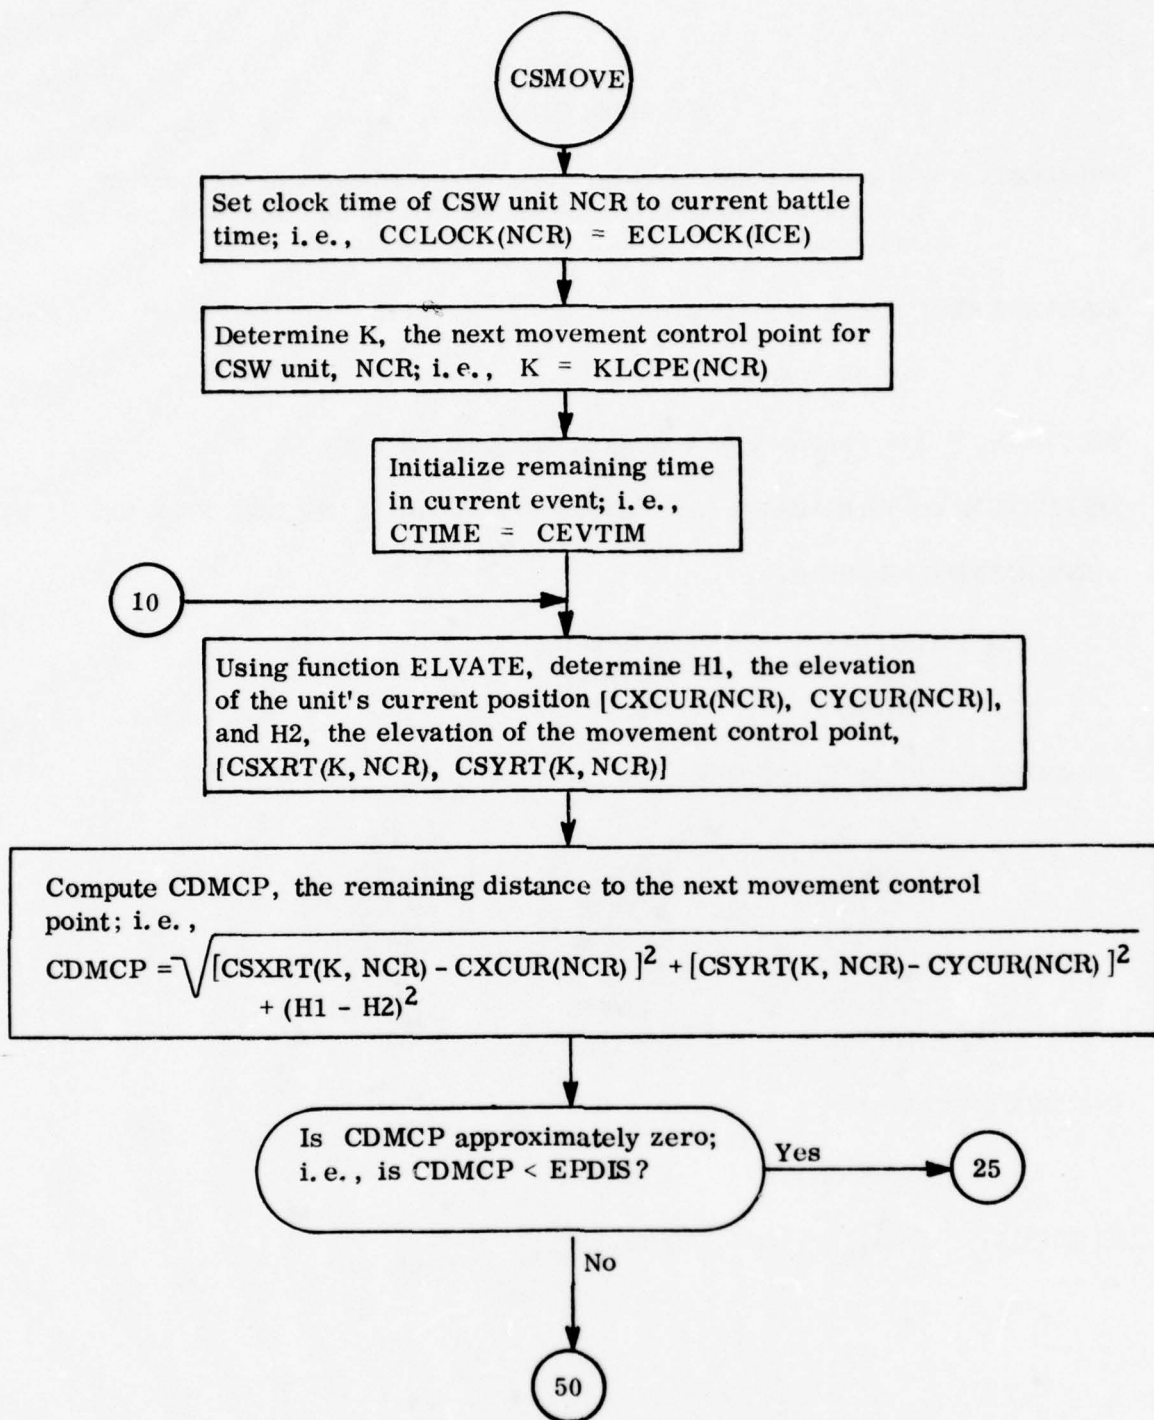 CSMOVE
Set clock time of CSW unit NCR to current battle
time; i.e., CCLOCK(NCR) = ECLOCK(ICE)
Determine K, the next movement control point for
CSW unit, NCR; i.e., K = KLCPE(NCR)
Initialize remaining time
in current event; i.e.,
CTIME = CEVTIM
10
Using function ELVATE, determine H1, the elevation
of the unit's current position [CXCUR(NCR), CYCUR(NCR)],
and H2, the elevation of the movement control point,
[CSXRT(K, NCR), CSYRT(K, NCR)]
Compute CDMCP, the remaining distance to the next movement control
point; i.e.,
CDMCP = √[CSXRT(K, NCR) - CXCUR(NCR)]² + [CSYRT(K, NCR) - CYCUR(NCR)]²
+ (H1 - H2)²
Is CDMCP approximately zero;
i.e., is CDMCP < EPDIS?
Yes
25
No
50